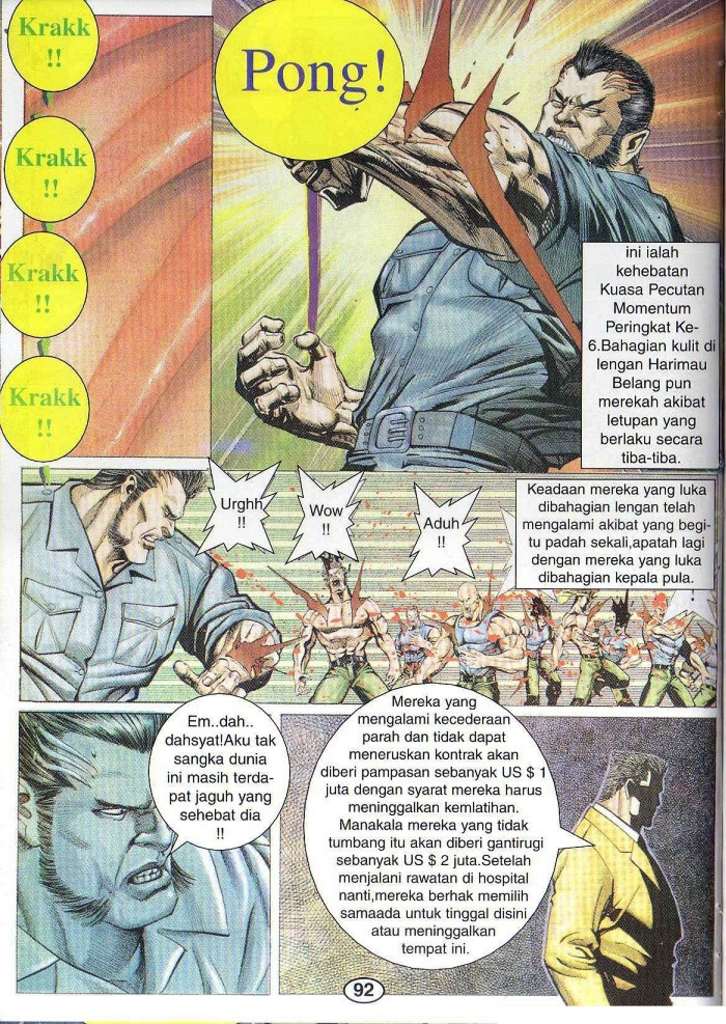 Krakk
!!
Krakk
!!
Krakk
!!
Krakk
!!
Pong!
ini ialah
kehebatan
Kuasa Pecutan
Momentum
Peringkat Ke-
6.Bahagian kulit di
lengan Harimau
Belang pun
merekah akibat
letupan yang
berlaku secara
tiba-tiba.
Urghh
!!
Wow
!!
Aduh
!!
Keadaan mereka yang luka
dibahagian lengan telah
mengalami akibat yang begi-
tu padah sekali,apatah lagi
dengan mereka yang luka
dibahagian kepala pula.
Em..dah..
dahsyat!Aku tak
sangka dunia
ini masih terda-
pat jaguh yang
sehebat dia
!!
Mereka yang
mengalami kecederaan
parah dan tidak dapat
meneruskan kontrak akan
diberi pampasan sebanyak US $ 1
juta dengan syarat mereka harus
meninggalkan kemlatihan.
Manakala mereka yang tidak
tumbang itu akan diberi gantirugi
sebanyak US $ 2 juta.Setelah
menjalani rawatan di hospital
nanti,mereka berhak memilih
samaada untuk tinggal disini
atau meninggalkan
tempat ini.
92